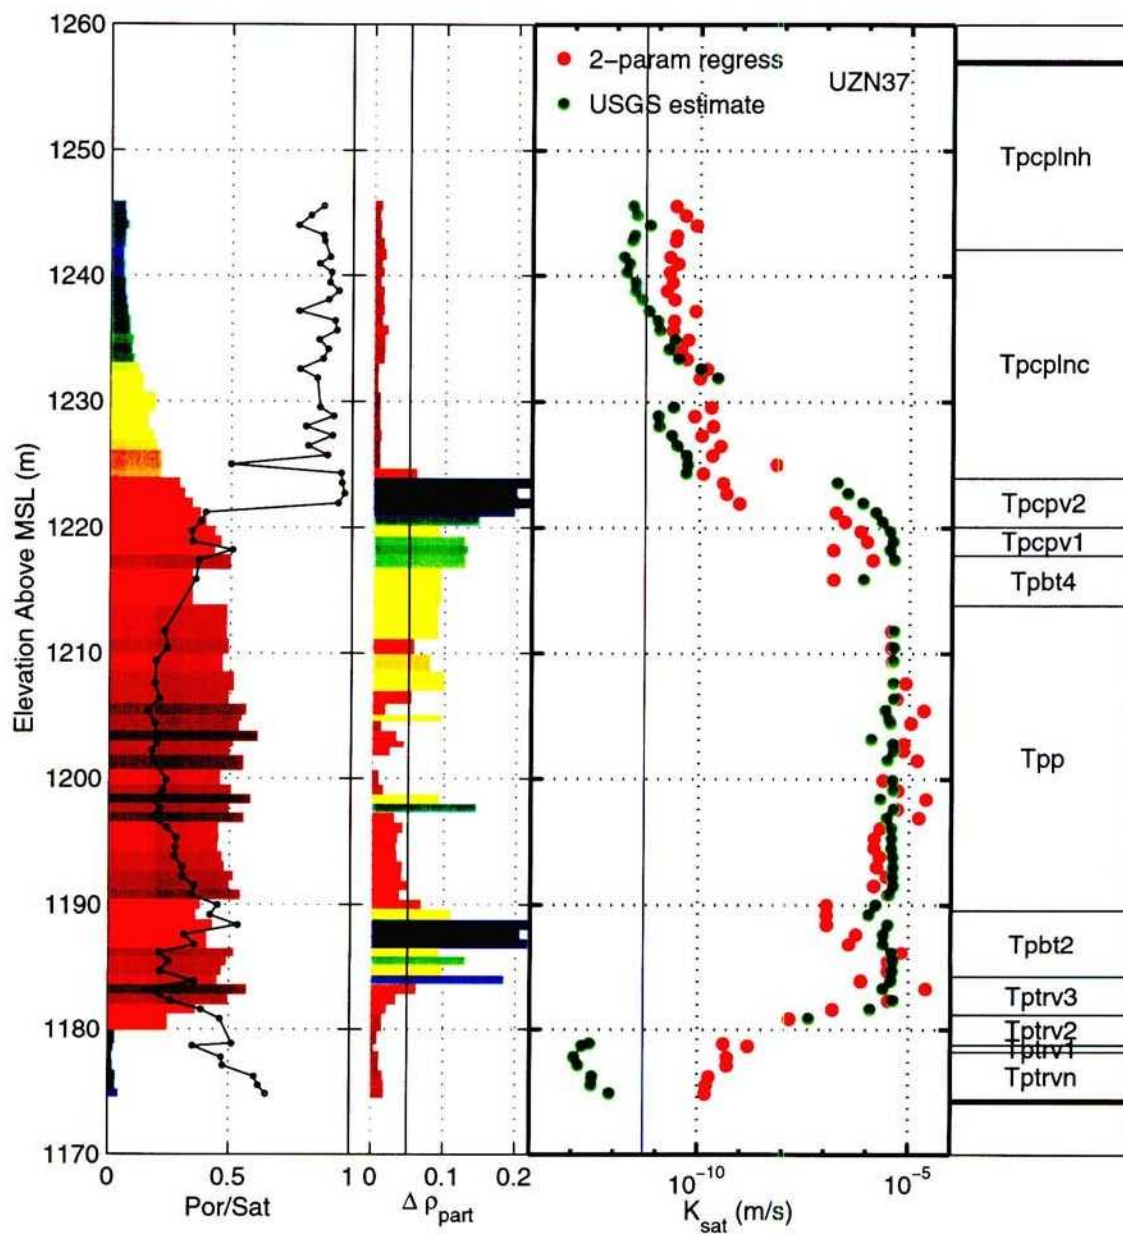 1260
1250
1240
1230
1220
1210
1200
1190
1180
1170
Elevation Above MSL (m)
0
0.5
1
Por/Sat
0
0.1
0.2
Δ ρpart
2-param regress
USGS estimate
UZN37
10^-10
10^-5
Ksat (m/s)
Tpcplnh
Tpcplnc
Tpcpv2
Tpcpv1
Tpbt4
Tpp
Tpbt2
Tptrv3
Tptrv2
Tptrv1
Tptrvn